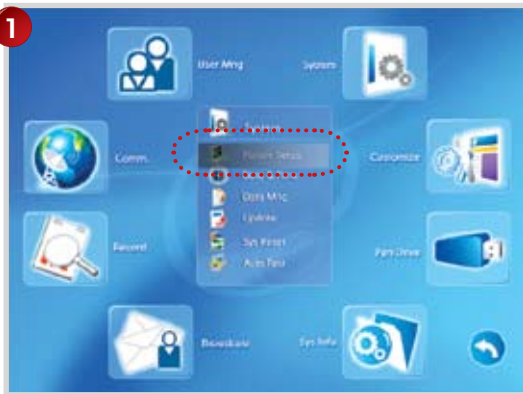 1
User Mng
System
Comm.
Customize
Data Mng
Update
Sys Reset
Auto Test
Record
Pen Drive
Broadcast
Sys Info